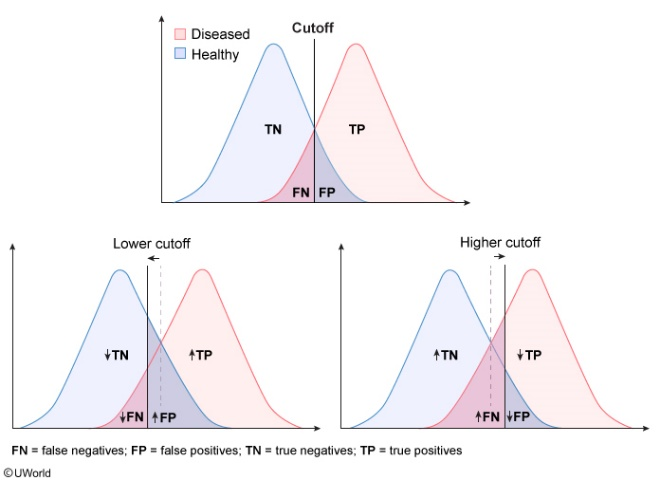 Diseased
Healthy
Cutoff
TN
TP
FN
FP
Lower cutoff
↓TN
↑TP
↓FN
↑FP
Higher cutoff
↑TN
↓TP
↑FN
↓FP
FN = false negatives; FP = false positives; TN = true negatives; TP = true positives
©UWorld